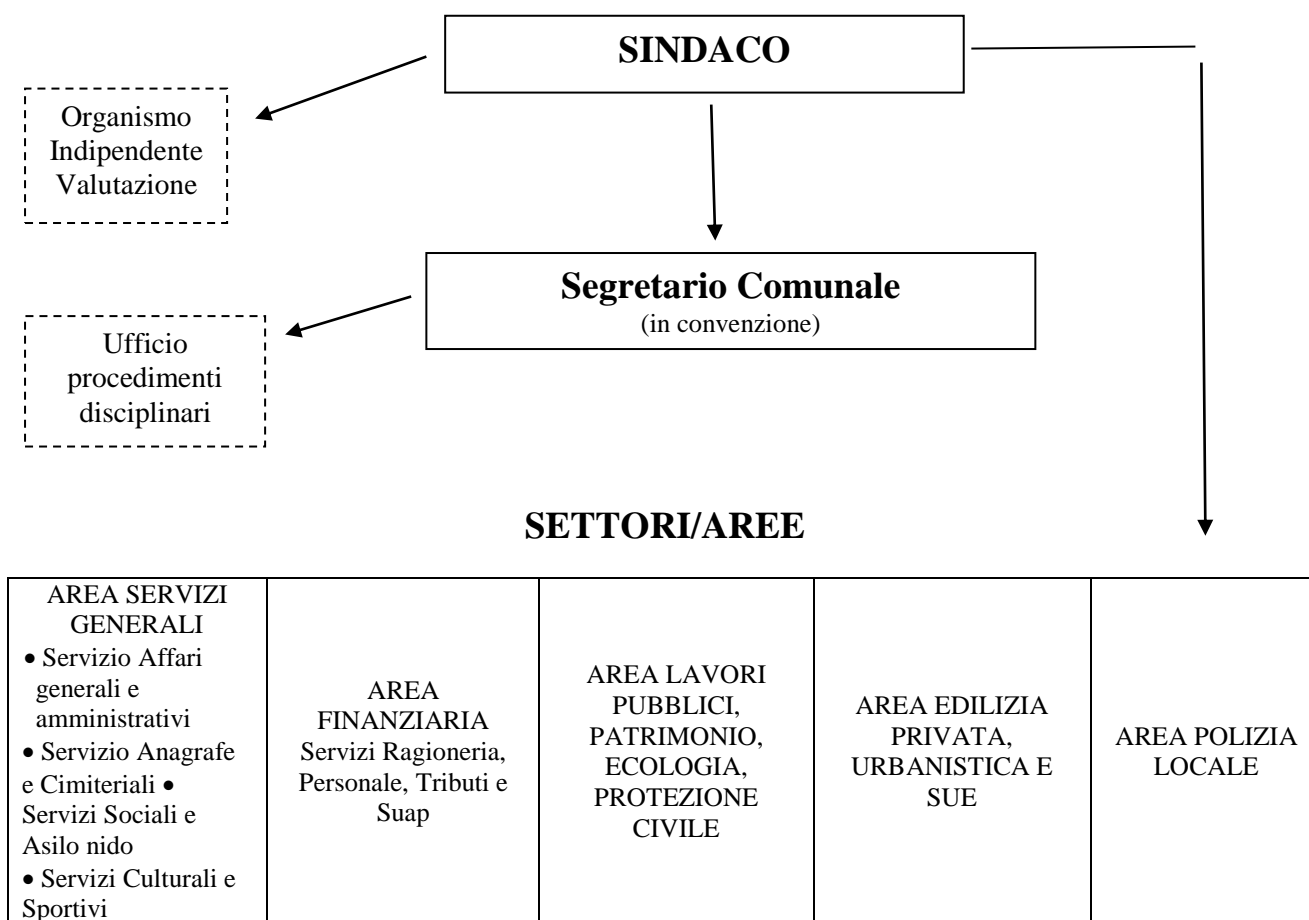 SINDACO
Organismo
Indipendente
Valutazione
Segretario Comunale
(in convenzione)
Ufficio
procedimenti
disciplinari
SETTORI/AREE
AREA SERVIZI
GENERALI
• Servizio Affari
generali e
amministrativi
• Servizio Anagrafe
e Cimiteriali •
Servizi Sociali e
Asilo nido
• Servizi Culturali e
Sportivi
AREA
FINANZIARIA
Servizi Ragioneria,
Personale, Tributi e
Suap
AREA LAVORI
PUBBLICI,
PATRIMONIO,
ECOLOGIA,
PROTEZIONE
CIVILE
AREA EDILIZIA
PRIVATA,
URBANISTICA E
SUE
AREA POLIZIA
LOCALE